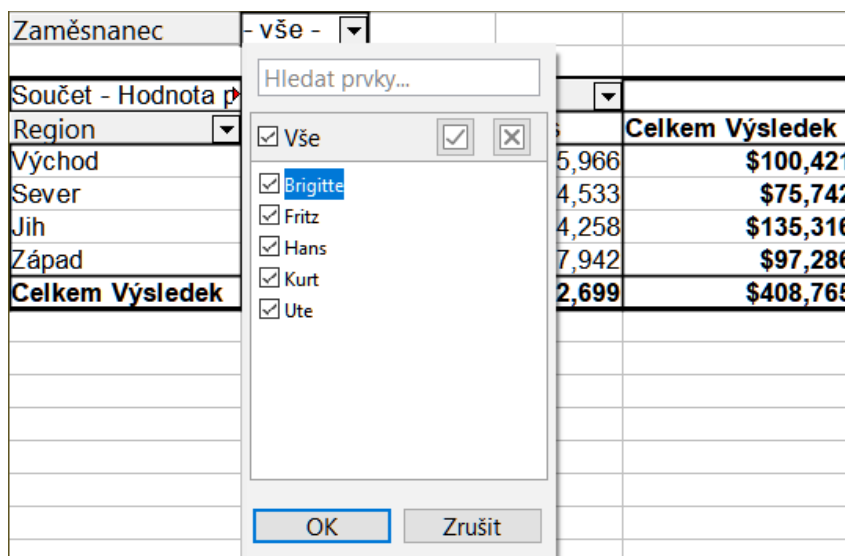 Zaměsnanec - vše -
Hledat prvky...
Součet - Hodnota
Region Vše Celkem Výsledek
Východ Brigitte 5,966 $100,421
Sever Fritz 4,533 $75,742
Jih Hans 4,258 $135,316
Západ Kurt 7,942 $97,286
Celkem Výsledek Ute 2,699 $408,765
OK Zrušit